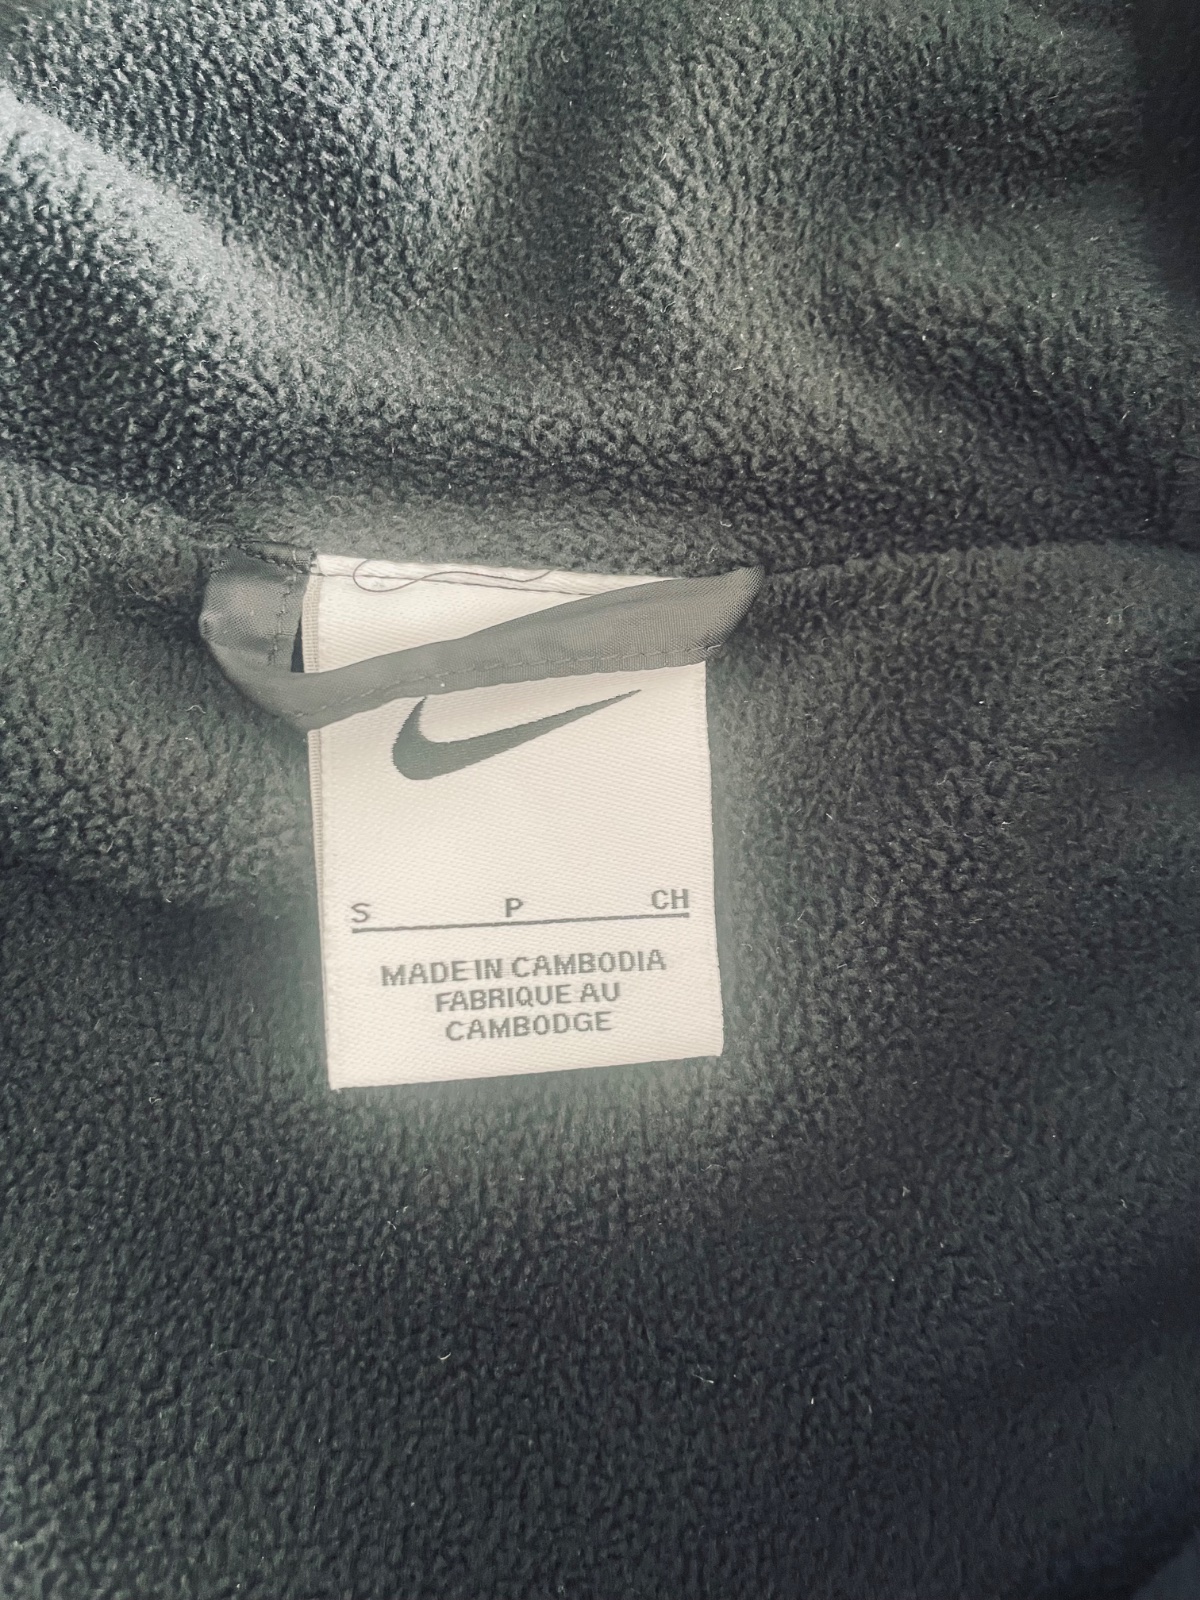 S P CH
MADE IN CAMBODIA
FABRIQUE AU
CAMBODGE